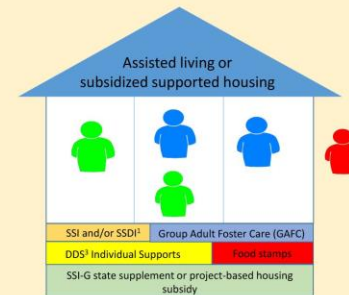 Assisted living or
subsidized supported housing
SSI and/or SSDI¹ Group Adult Foster Care (GAFC)
DDS³ Individual Supports Food stamps
SSI-G state supplement or project-based housing
subsidy